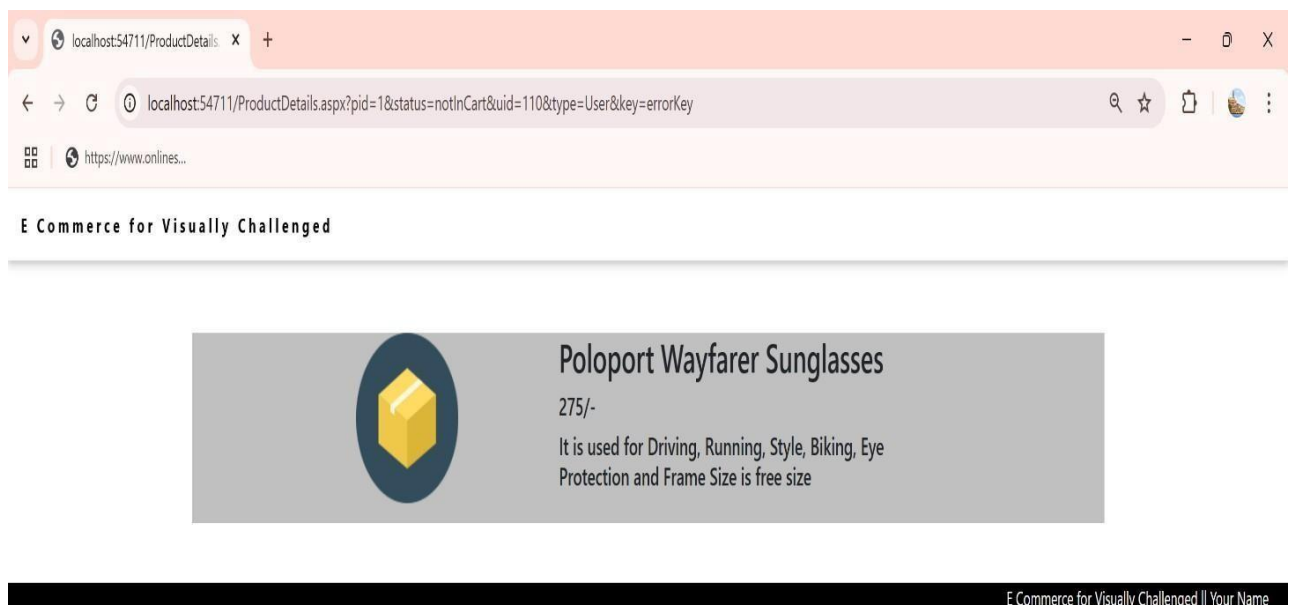 localhost:54711/ProductDetails.
localhost:54711/ProductDetails.aspx?pid=1&status=notInCart&uid=110&type=User&key=errorKey
https://www.onlines...
E Commerce for Visually Challenged
Poloport Wayfarer Sunglasses
275/-
It is used for Driving, Running, Style, Biking, Eye
Protection and Frame Size is free size
E Commerce for Visually Challenged || Your Name